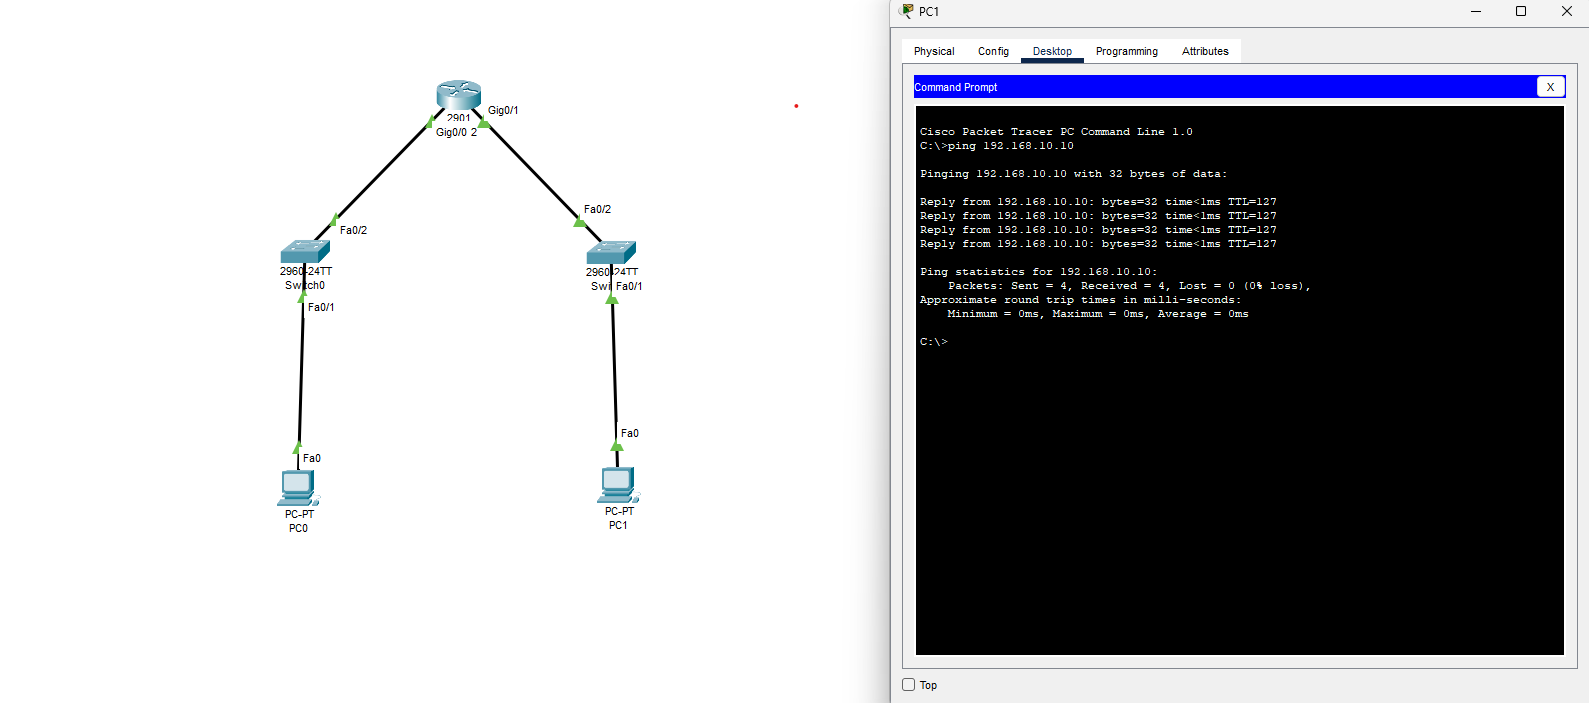 Gig0/1
2901
Gig0/0 2
Fa0/2
Fa0/2
2960-24TT
Switch0
2960-24TT
Swi Fa0/1
Fa0/1
Fa0
Fa0
PC-PT
PC0
PC-PT
PC1
PC1
Physical Config Desktop Programming Attributes
Command Prompt X
Cisco Packet Tracer PC Command Line 1.0
C:\>ping 192.168.10.10
Pinging 192.168.10.10 with 32 bytes of data:
Reply from 192.168.10.10: bytes=32 time<1ms TTL=127
Reply from 192.168.10.10: bytes=32 time<1ms TTL=127
Reply from 192.168.10.10: bytes=32 time<1ms TTL=127
Reply from 192.168.10.10: bytes=32 time<1ms TTL=127
Ping statistics for 192.168.10.10:
Packets: Sent = 4, Received = 4, Lost = 0 (0% loss),
Approximate round trip times in milli-seconds:
Minimum = 0ms, Maximum = 0ms, Average = 0ms
C:\>
Top